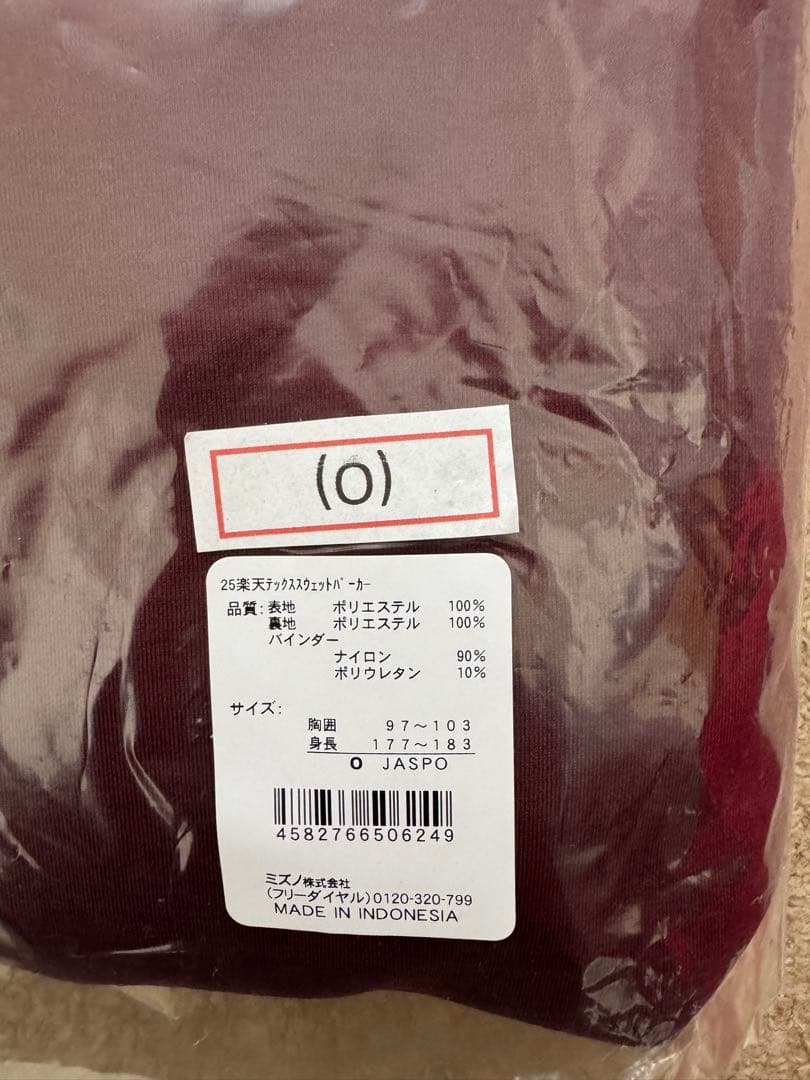 (O)
25楽天ﾃｯｸｽｽｳｪｯﾄﾊﾟｰｶｰ
品質: 表地 ポリエステル 100%
裏地 ポリエステル 100%
バインダー
ナイロン 90%
ポリウレタン 10%
サイズ:
胸囲 97〜103
身長 177〜183
O JASPO
4582766506249
ミズノ株式会社
(フリーダイヤル)0120-320-799
MADE IN INDONESIA